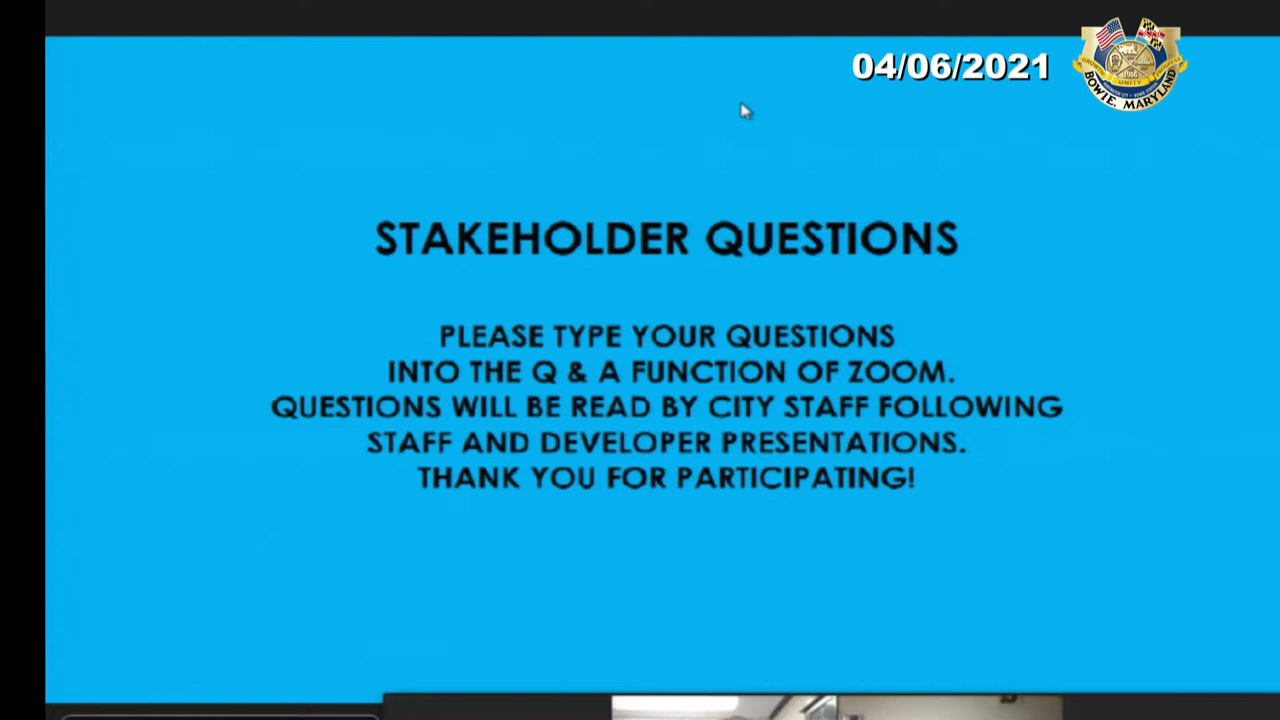 04/06/2021
UNITY
BOWIE, MARYLAND
STAKEHOLDER QUESTIONS
PLEASE TYPE YOUR QUESTIONS
INTO THE Q & A FUNCTION OF ZOOM.
QUESTIONS WILL BE READ BY CITY STAFF FOLLOWING
STAFF AND DEVELOPER PRESENTATIONS.
THANK YOU FOR PARTICIPATING!